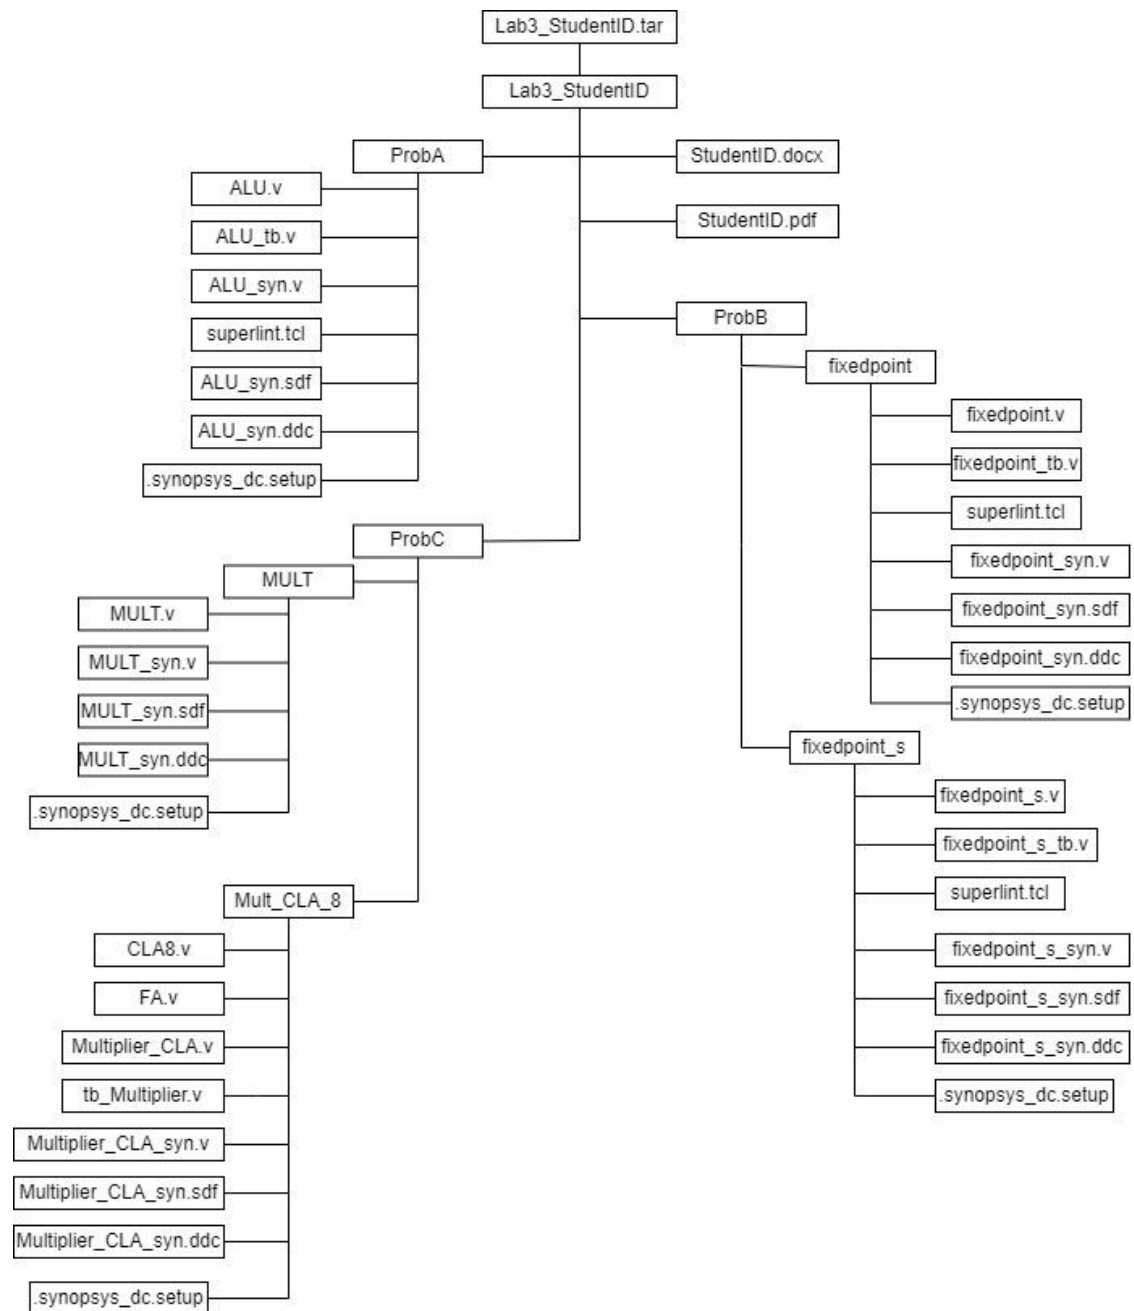 Lab3_StudentID.tar
Lab3_StudentID
ProbA
StudentID.docx
ALU.v
ALU_tb.v
StudentID.pdf
ALU_syn.v
superlint.tcl
ALU_syn.sdf
ALU_syn.ddc
.synopsys_dc.setup
ProbB
fixedpoint
fixedpoint.v
fixedpoint_tb.v
superlint.tcl
fixedpoint_syn.v
fixedpoint_syn.sdf
fixedpoint_syn.ddc
.synopsys_dc.setup
fixedpoint_s
fixedpoint_s.v
fixedpoint_s_tb.v
superlint.tcl
fixedpoint_s_syn.v
fixedpoint_s_syn.sdf
fixedpoint_s_syn.ddc
.synopsys_dc.setup
ProbC
MULT
MULT.v
MULT_syn.v
MULT_syn.sdf
MULT_syn.ddc
.synopsys_dc.setup
Mult_CLA_8
CLA8.v
FA.v
Multiplier_CLA.v
tb_Multiplier.v
Multiplier_CLA_syn.v
Multiplier_CLA_syn.sdf
Multiplier_CLA_syn.ddc
.synopsys_dc.setup